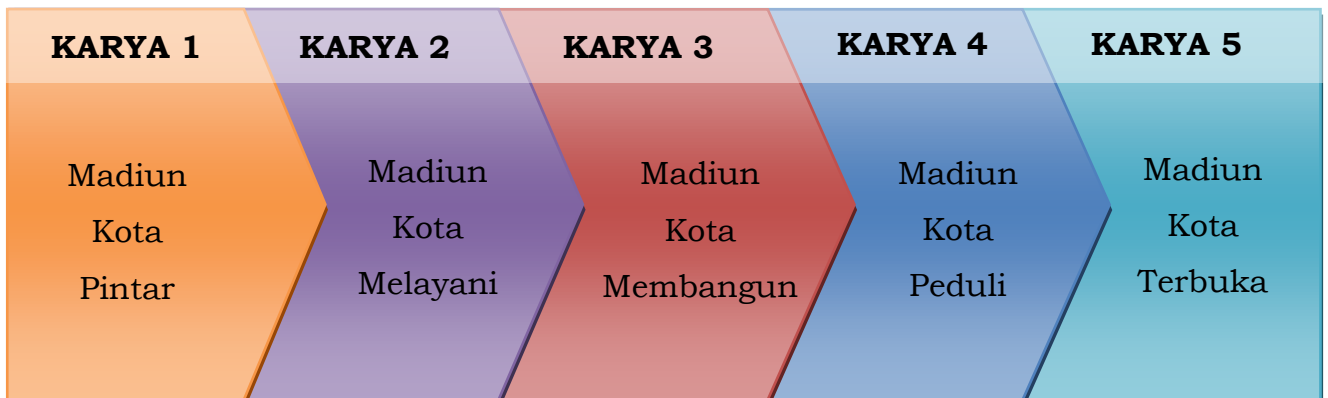 KARYA 1
Madiun
Kota
Pintar
KARYA 2
Madiun
Kota
Melayani
KARYA 3
Madiun
Kota
Membangun
KARYA 4
Madiun
Kota
Peduli
KARYA 5
Madiun
Kota
Terbuka